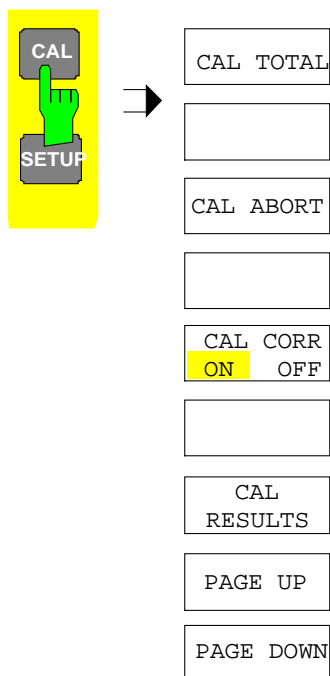 CAL
SETUP
CAL TOTAL
CAL ABORT
CAL CORR
ON OFF
CAL
RESULTS
PAGE UP
PAGE DOWN